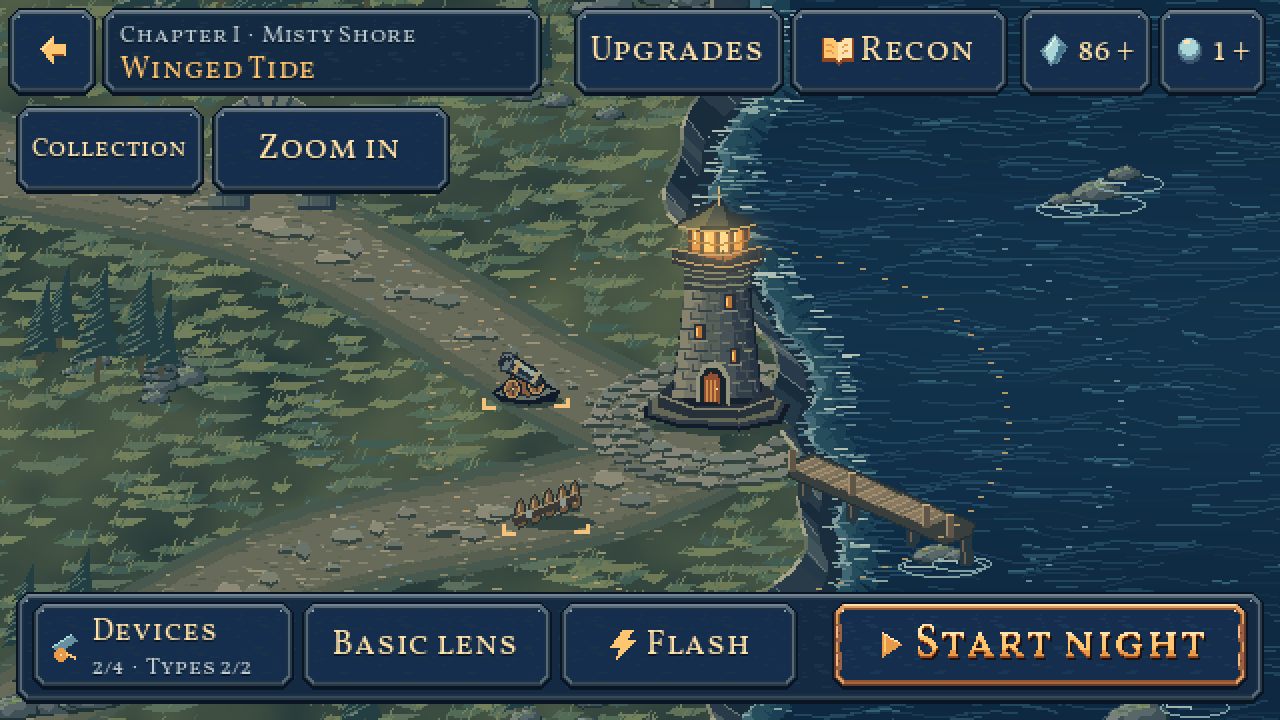 Chapter I · Misty Shore
Winged Tide
Upgrades
Recon
86 +
1 +
Collection
Zoom in
Devices
2/4 · Types 2/2
Basic lens
Flash
Start night